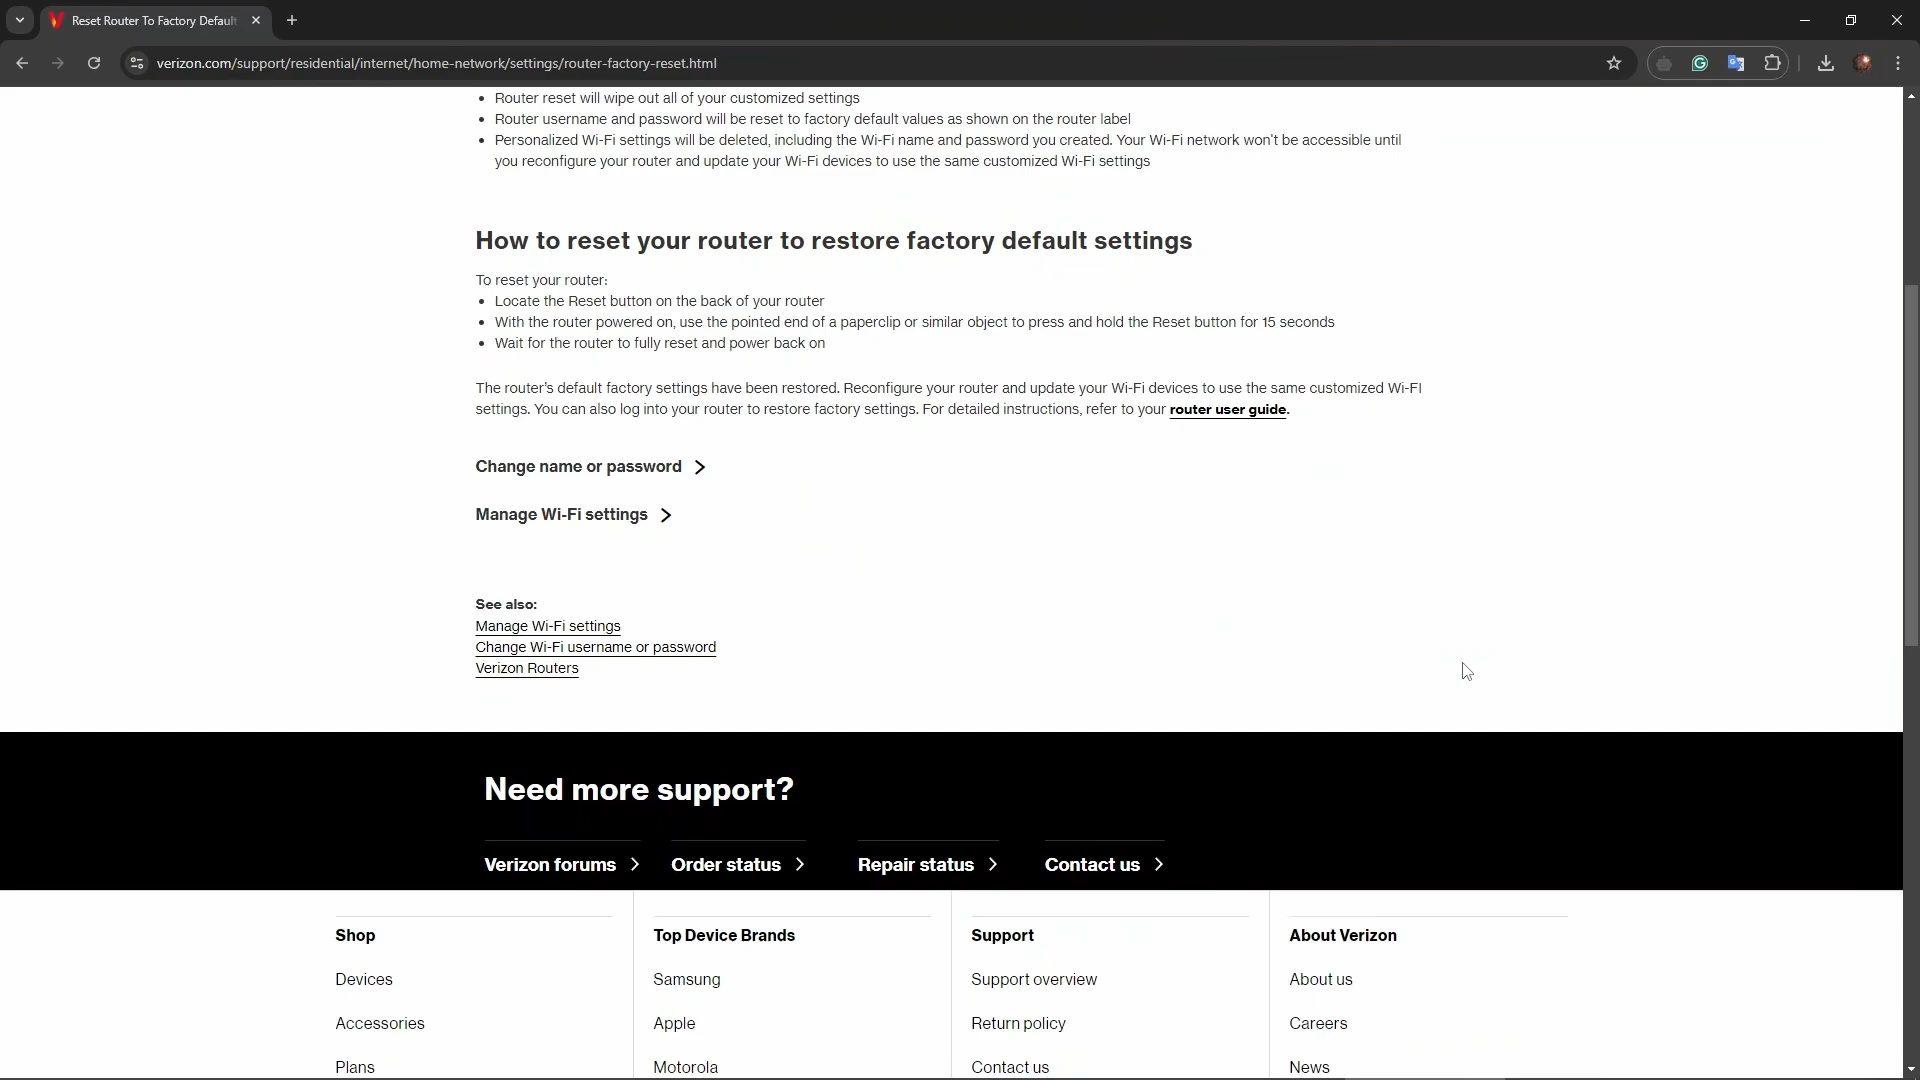 Reset Router To Factory Default
verizon.com/support/residential/internet/home-network/settings/router-factory-reset.html
Router reset will wipe out all of your customized settings
Router username and password will be reset to factory default values as shown on the router label
Personalized Wi-Fi settings will be deleted, including the Wi-Fi name and password you created. Your Wi-Fi network won't be accessible until
you reconfigure your router and update your Wi-Fi devices to use the same customized Wi-Fi settings
How to reset your router to restore factory default settings
To reset your router:
Locate the Reset button on the back of your router
With the router powered on, use the pointed end of a paperclip or similar object to press and hold the Reset button for 15 seconds
Wait for the router to fully reset and power back on
The router's default factory settings have been restored. Reconfigure your router and update your Wi-Fi devices to use the same customized Wi-FI
settings. You can also log into your router to restore factory settings. For detailed instructions, refer to your router user guide.
Change name or password
Manage Wi-Fi settings
See also:
Manage Wi-Fi settings
Change Wi-Fi username or password
Verizon Routers
Need more support?
Verizon forums Order status Repair status Contact us
Shop Top Device Brands Support About Verizon
Devices Samsung Support overview About us
Accessories Apple Return policy Careers
Plans Motorola Contact us News